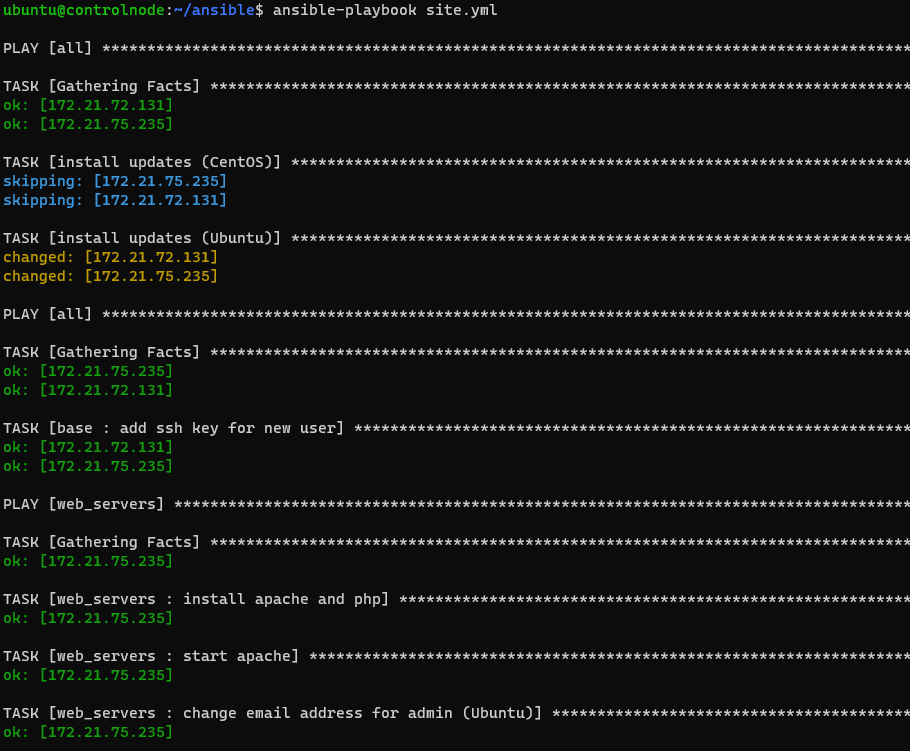 ubuntu@controlnode:~/ansible$ ansible-playbook site.yml
PLAY [all] ******************************************************************************************
TASK [Gathering Facts] ******************************************************************************
ok: [172.21.72.131]
ok: [172.21.75.235]
TASK [install updates (CentOS)] *********************************************************************
skipping: [172.21.75.235]
skipping: [172.21.72.131]
TASK [install updates (Ubuntu)] *********************************************************************
changed: [172.21.72.131]
changed: [172.21.75.235]
PLAY [all] ******************************************************************************************
TASK [Gathering Facts] ******************************************************************************
ok: [172.21.75.235]
ok: [172.21.72.131]
TASK [base : add ssh key for new user] **************************************************************
ok: [172.21.72.131]
ok: [172.21.75.235]
PLAY [web_servers] **********************************************************************************
TASK [Gathering Facts] ******************************************************************************
ok: [172.21.75.235]
TASK [web_servers : install apache and php] *********************************************************
ok: [172.21.75.235]
TASK [web_servers : start apache] *******************************************************************
ok: [172.21.75.235]
TASK [web_servers : change email address for admin (Ubuntu)] ****************************************
ok: [172.21.75.235]